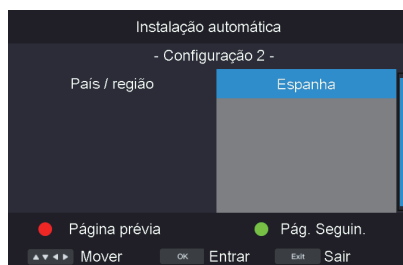 Instalação automática
- Configuração 2 -
País / região Espanha
Página prévia Pág. Seguin.
Mover OK Entrar Exit Sair